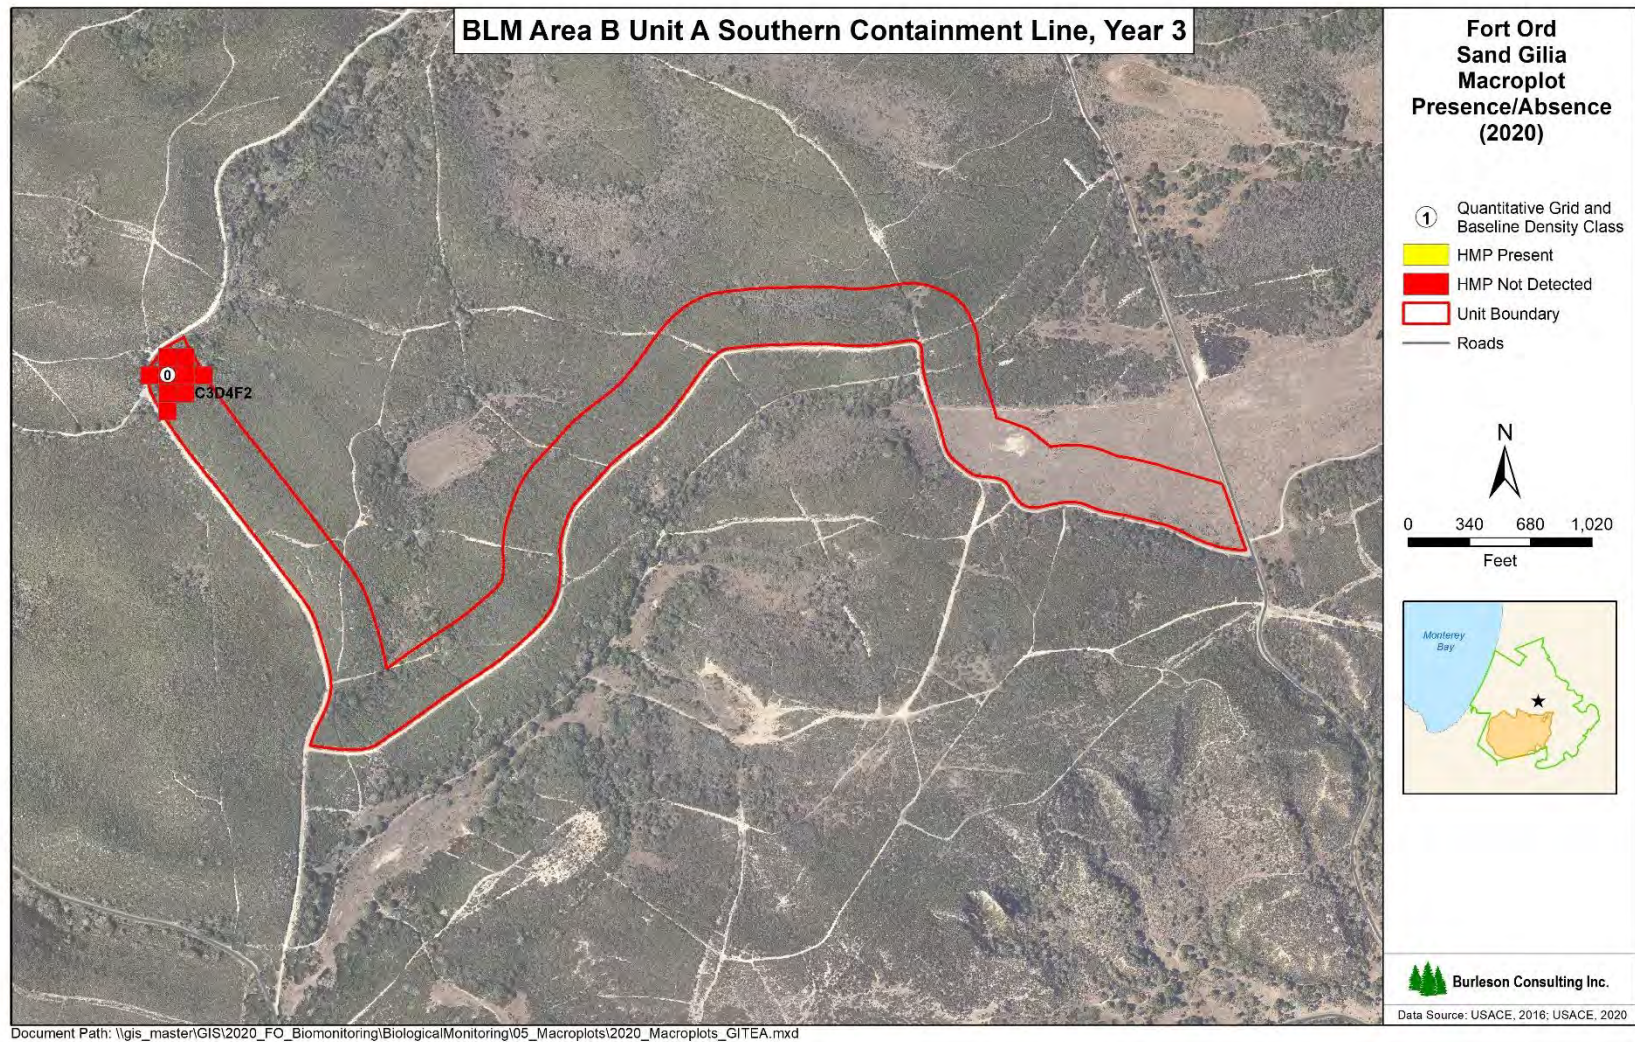 BLM Area B Unit A Southern Containment Line, Year 3
Fort Ord
Sand Gilia
Macroplot
Presence/Absence
(2020)
1
Quantitative Grid and
Baseline Density Class
HMP Present
HMP Not Detected
Unit Boundary
Roads
0
C3D4F2
N
0 340 680 1,020
Feet
Monterey
Bay
Burleson Consulting Inc.
Data Source: USACE, 2016; USACE, 2020
Document Path: \\gis_master\GIS\2020_FO_Biomonitoring\BiologicalMonitoring\05_Macroplots\2020_Macroplots_GITEA.mxd